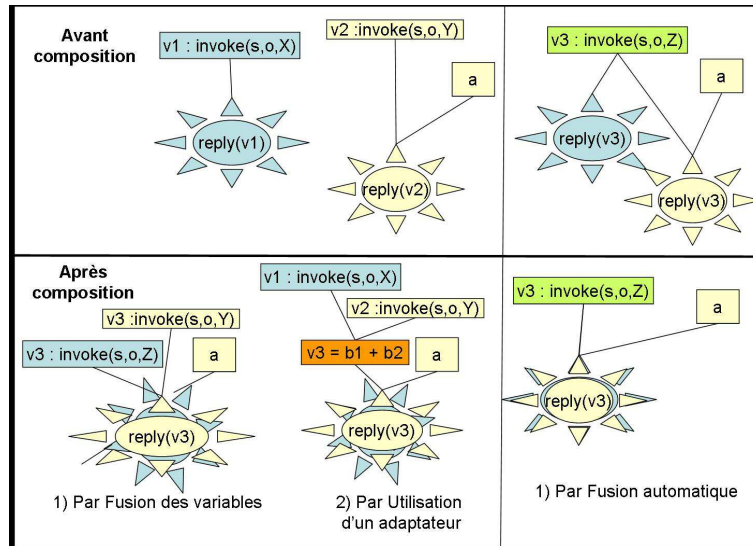 Avant
composition
v1 : invoke(s,o,X)
reply(v1)
v2 :invoke(s,o,Y)
a
reply(v2)
v3 : invoke(s,o,Z)
a
reply(v3)
reply(v3)
Après
composition
v3 :invoke(s,o,Y)
v3 : invoke(s,o,Z)
a
reply(v3)
1) Par Fusion des variables
v1 : invoke(s,o,X)
v2 :invoke(s,o,Y)
v3 = b1 + b2
a
reply(v3)
2) Par Utilisation
d'un adaptateur
v3 : invoke(s,o,Z)
a
reply(v3)
1) Par Fusion automatique